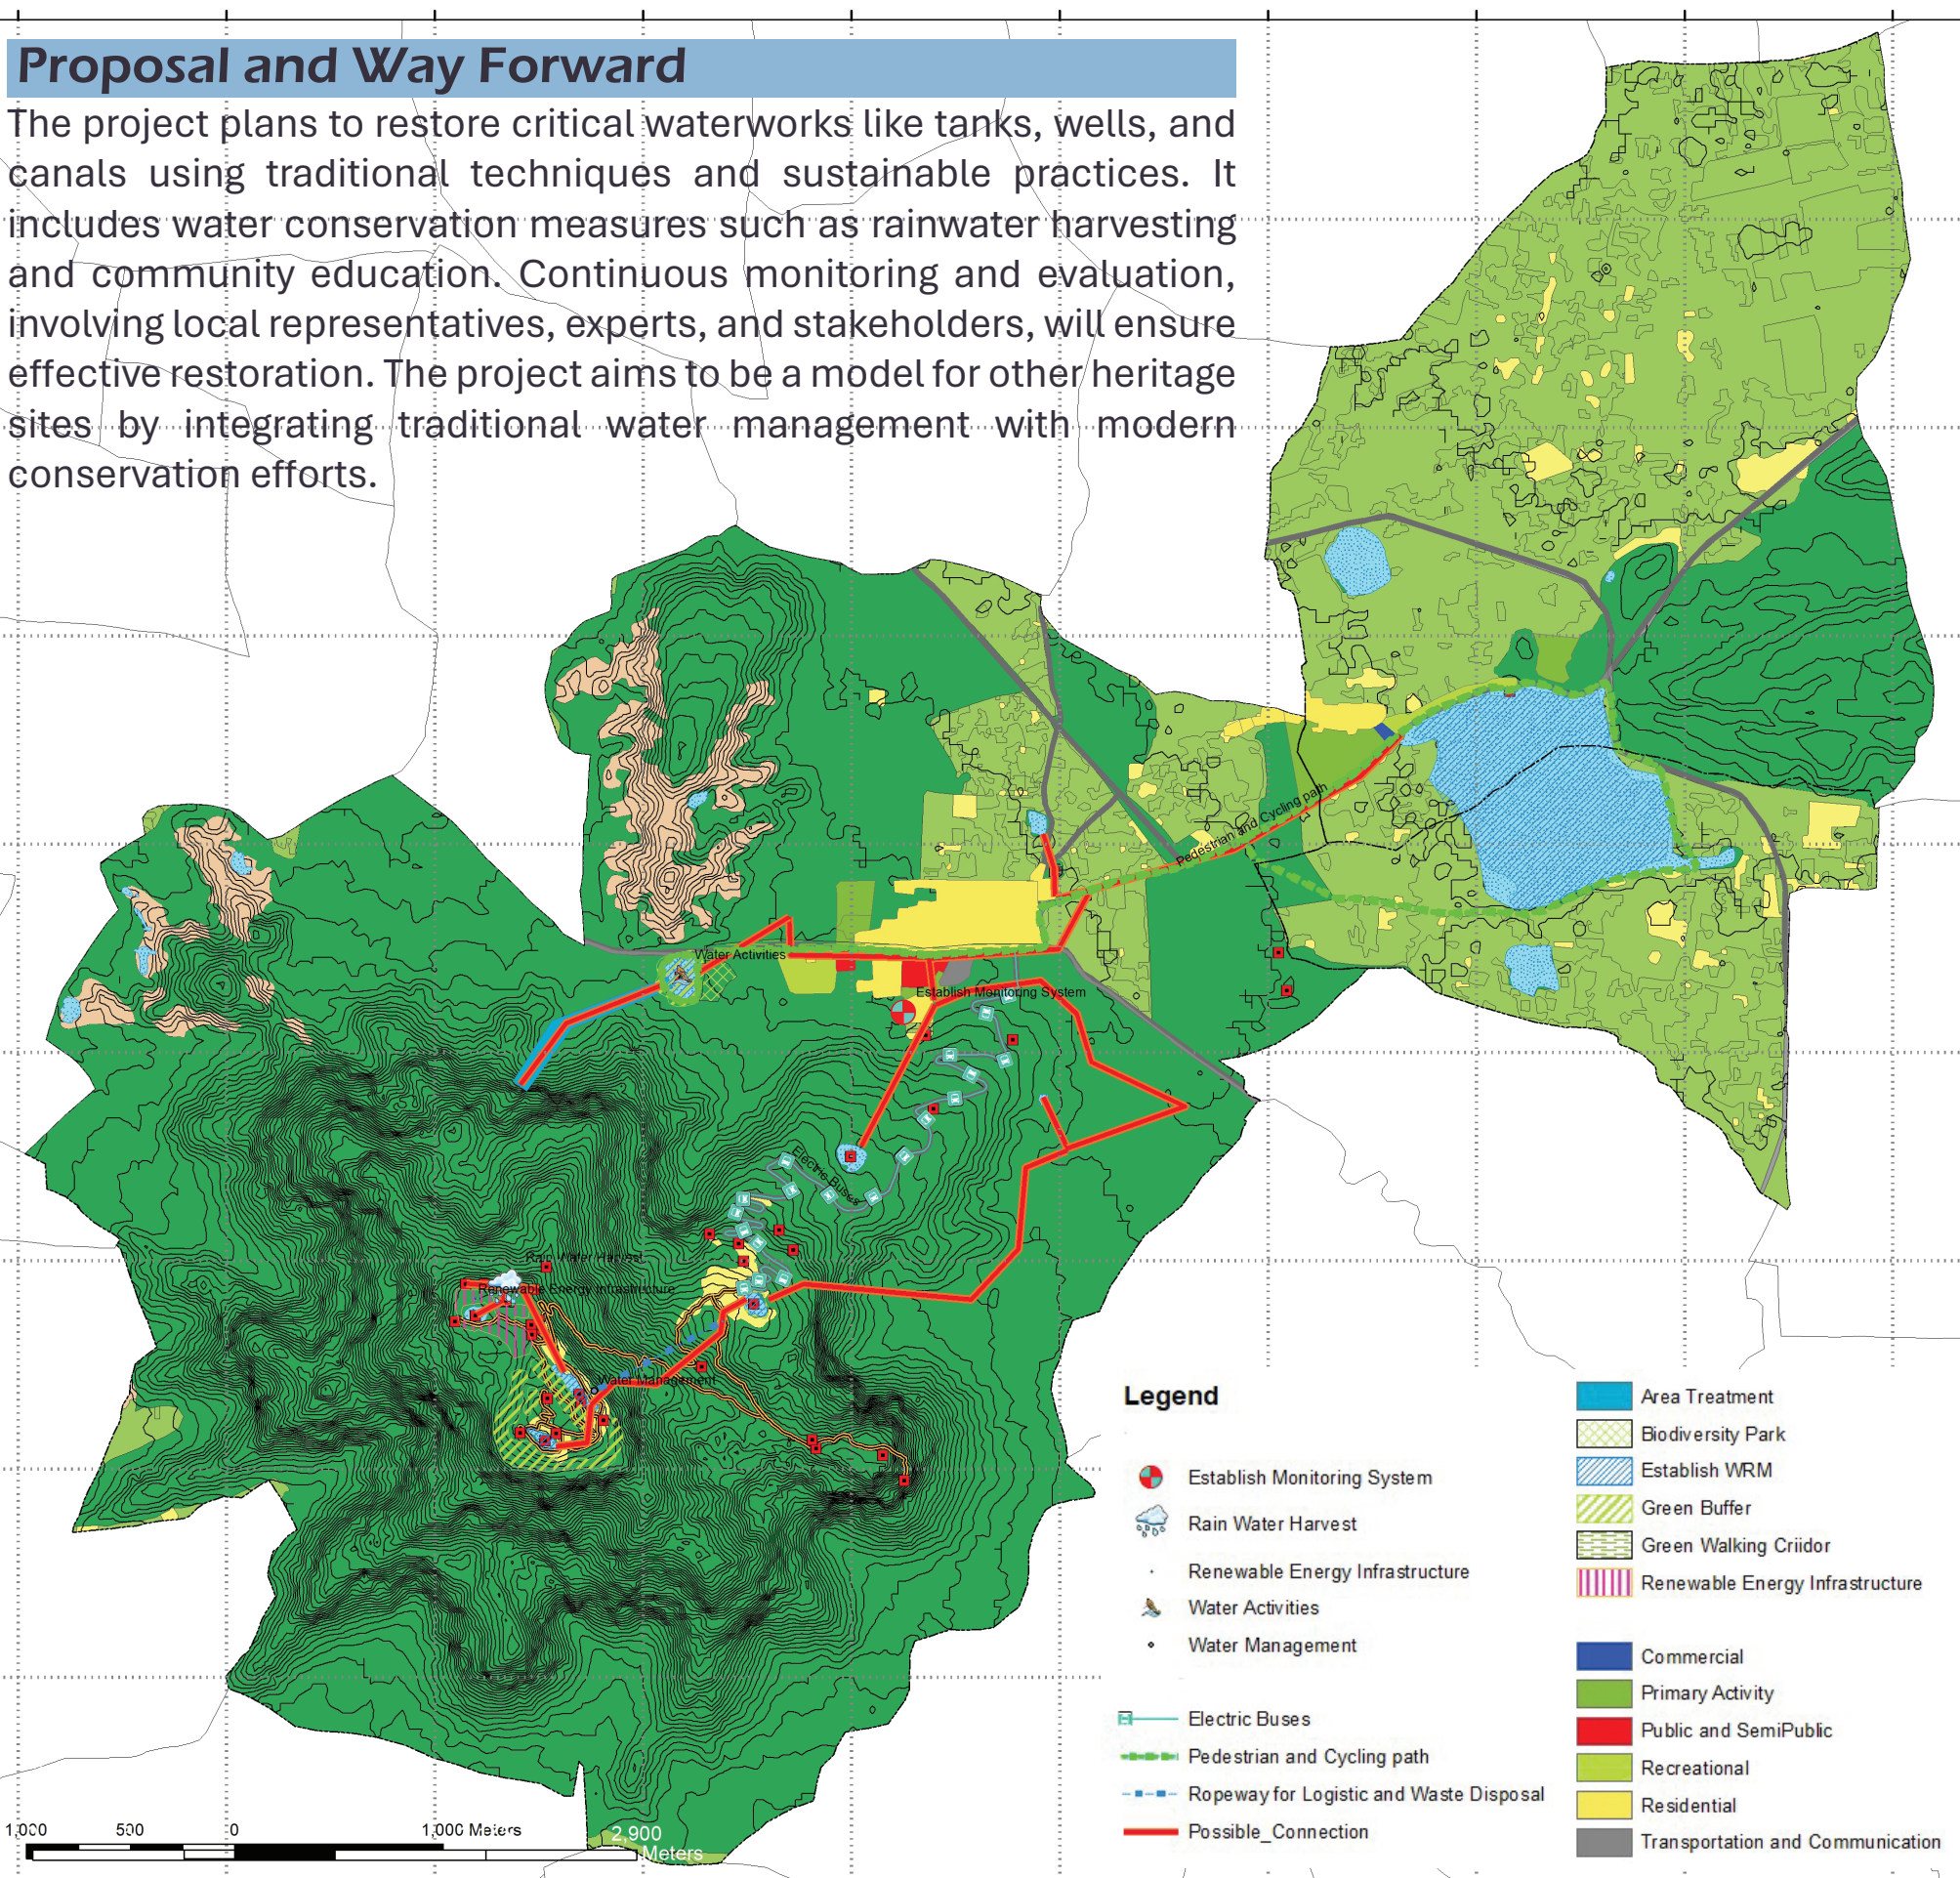 Proposal and Way Forward
The project plans to restore critical waterworks like tanks, wells, and
canals using traditional techniques and sustainable practices. It
includes water conservation measures such as rainwater harvesting
and community education. Continuous monitoring and evaluation,
involving local representatives, experts, and stakeholders, will ensure
effective restoration. The project aims to be a model for other heritage
sites by integrating traditional water management with modern
conservation efforts.
Pedestrian and Cycling path
Water Activities
Establish Monitoring System
Electric Buses
Rain Water Harvest
Renewable Energy Infrastructure
Water Management
Legend
Establish Monitoring System
Rain Water Harvest
Renewable Energy Infrastructure
Water Activities
Water Management
Electric Buses
Pedestrian and Cycling path
Ropeway for Logistic and Waste Disposal
Possible_Connection
Area Treatment
Biodiversity Park
Establish WRM
Green Buffer
Green Walking Criidor
Renewable Energy Infrastructure
Commercial
Primary Activity
Public and SemiPublic
Recreational
Residential
Transportation and Communication
1,000 500 0 1,000 Meters
2,900
Meters